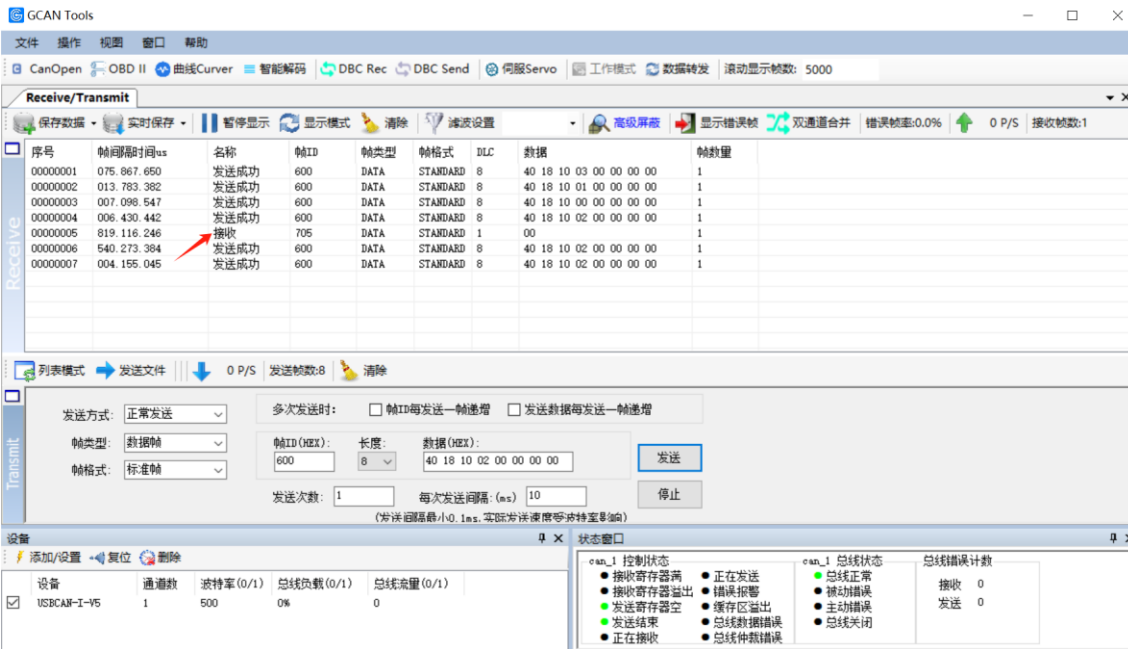 GCAN Tools
文件 操作 视图 窗口 帮助
CanOpen OBD II 曲线Curver 智能解码 DBC Rec DBC Send 伺服Servo 工作模式 数据转发 滚动显示帧数: 5000
Receive/Transmit
保存数据 实时保存 暂停显示 显示模式 清除 滤波设置 高级屏蔽 显示错误帧 双通道合并 错误帧率:0.0% 0 P/S 接收帧数:1
序号 帧间隔时间us 名称 帧ID 帧类型 帧格式 DLC 数据 帧数量
00000001 075.867.650 发送成功 600 DATA STANDARD 8 40 18 10 03 00 00 00 00 1
00000002 013.783.382 发送成功 600 DATA STANDARD 8 40 18 10 01 00 00 00 00 1
00000003 007.098.547 发送成功 600 DATA STANDARD 8 40 18 10 00 00 00 00 00 1
00000004 006.430.442 发送成功 600 DATA STANDARD 8 40 18 10 02 00 00 00 00 1
00000005 819.116.246 接收 705 DATA STANDARD 1 00 1
00000006 540.273.384 发送成功 600 DATA STANDARD 8 40 18 10 02 00 00 00 00 1
00000007 004.155.045 发送成功 600 DATA STANDARD 8 40 18 10 02 00 00 00 00 1
Receive
列表模式 发送文件 0 P/S 发送帧数:8 清除
Transmit
发送方式: 正常发送 多次发送时: 帧ID每发送一帧递增 发送数据每发送一帧递增
帧类型: 数据帧 帧ID(HEX): 长度: 数据(HEX):
帧格式: 标准帧 600 8 40 18 10 02 00 00 00 00 发送
发送次数: 1 每次发送间隔:(ms) 10 停止
(发送间隔最小0.1ms,实际发送速度受波特率影响)
设备
添加/设置 复位 删除
设备 通道数 波特率(0/1) 总线负载(0/1) 总线流量(0/1)
USBCAN-I-V5 1 500 0% 0
状态窗口
can_1 控制状态 can_1 总线状态 总线错误计数
接收寄存器满 正在发送 总线正常 接收 0
接收寄存器溢出 错误报警 被动错误 发送 0
发送寄存器空 缓存区溢出 主动错误
发送结束 总线数据错误 总线关闭
正在接收 总线仲裁错误